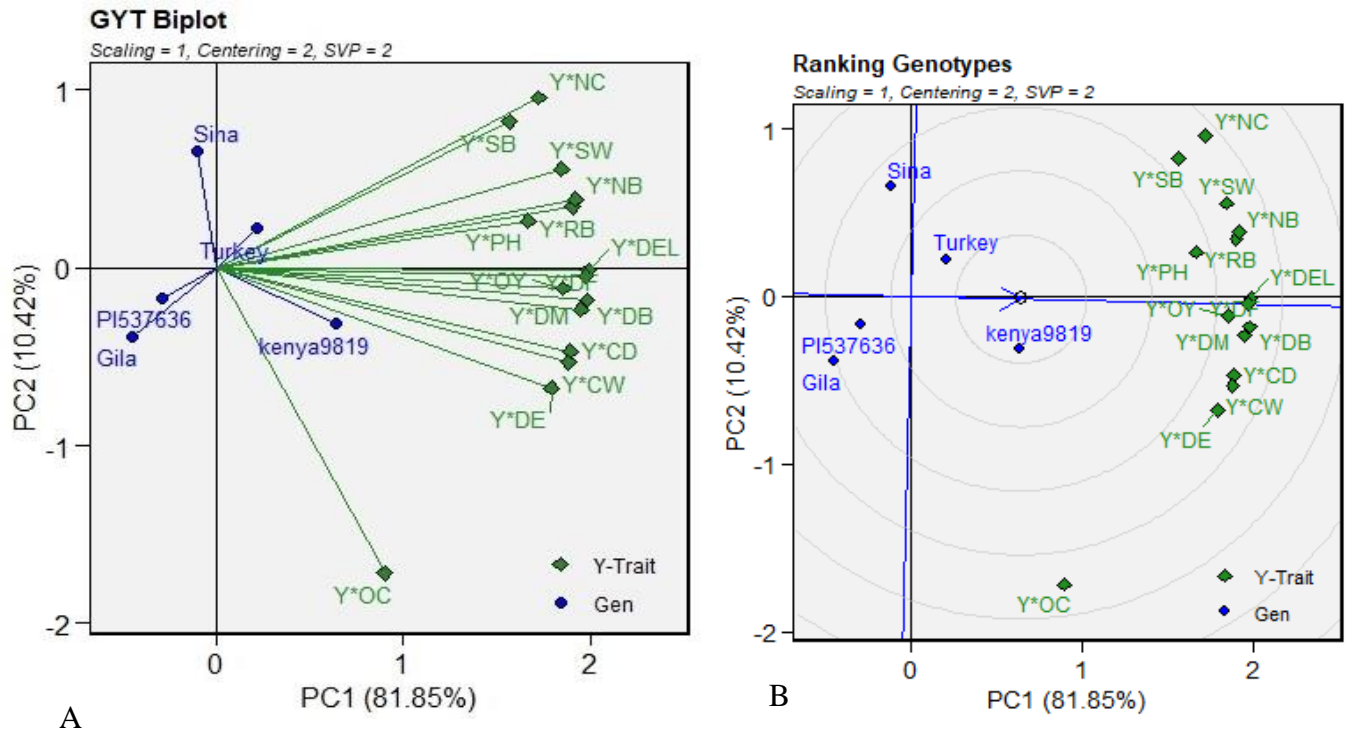 GYT Biplot
Scaling = 1, Centering = 2, SVP = 2
Y*NC
Y*SB
Y*SW
Y*NB
Y*RB
Y*PH
Y*DEL
Y*OY
Y*DF
Y*DM
Y*DB
Y*CD
Y*CW
Y*DE
Y*OC
Sina
Turkey
PI537636
Gila
kenya9819
Y-Trait
Gen
1
0
-1
-2
PC2 (10.42%)
0
1
2
PC1 (81.85%)
A
Ranking Genotypes
Scaling = 1, Centering = 2, SVP = 2
Y*NC
Y*SB
Y*SW
Y*NB
Y*RB
Y*PH
Y*DEL
Y*OY
Y*DF
Y*DM
Y*DB
Y*CD
Y*CW
Y*DE
Y*OC
Sina
Turkey
kenya9819
PI537636
Gila
Y-Trait
Gen
1
0
-1
-2
PC2 (10.42%)
0
1
2
PC1 (81.85%)
B